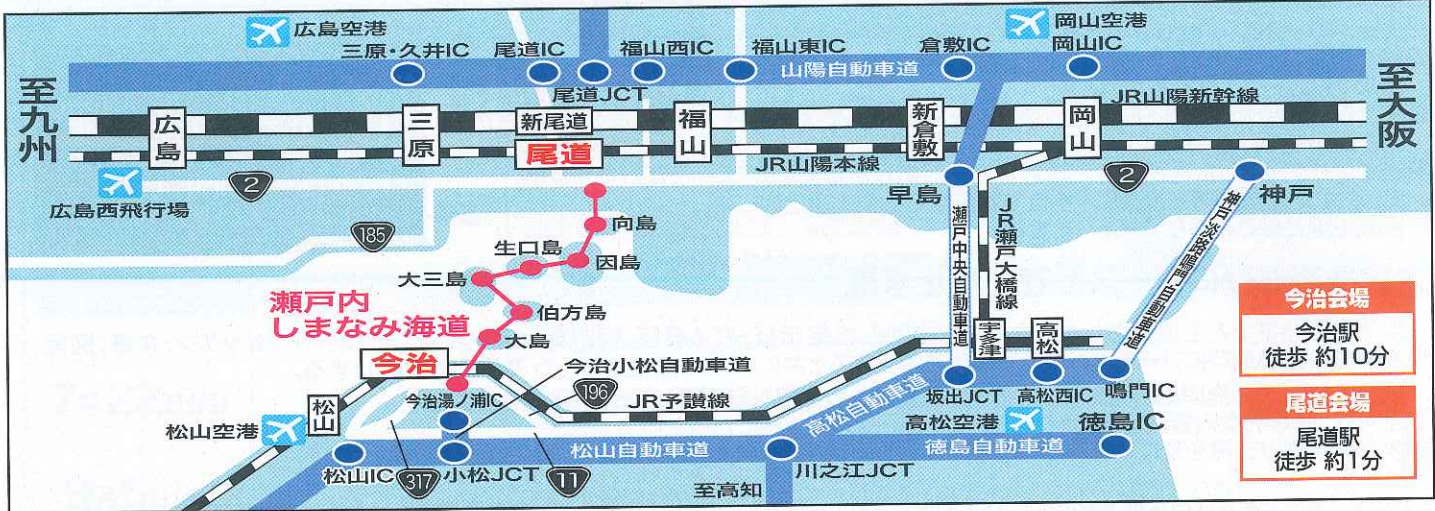 広島空港
岡山空港
三原・久井IC
尾道IC
福山西IC
福山東IC
倉敷IC
岡山IC
山陽自動車道
尾道JCT
至九州
至大阪
JR山陽新幹線
広島
三原
新尾道
尾道
福山
新倉敷
岡山
JR山陽本線
広島西飛行場
2
2
早島
神戸
185
向島
生口島
因島
大三島
瀬戸内
しまなみ海道
伯方島
大島
瀬戸中央自動車道
JR瀬戸大橋線
神戸淡路鳴門自動車道
今治会場
今治駅
徒歩 約10分
今治
今治小松自動車道
宇多津
高松
今治湯ノ浦IC
196
JR予讃線
高松自動車道
坂出JCT
高松西IC
鳴門IC
尾道会場
尾道駅
徒歩 約1分
松山
松山空港
高松空港
徳島IC
松山自動車道
徳島自動車道
松山IC
317
小松JCT
11
川之江JCT
至高知